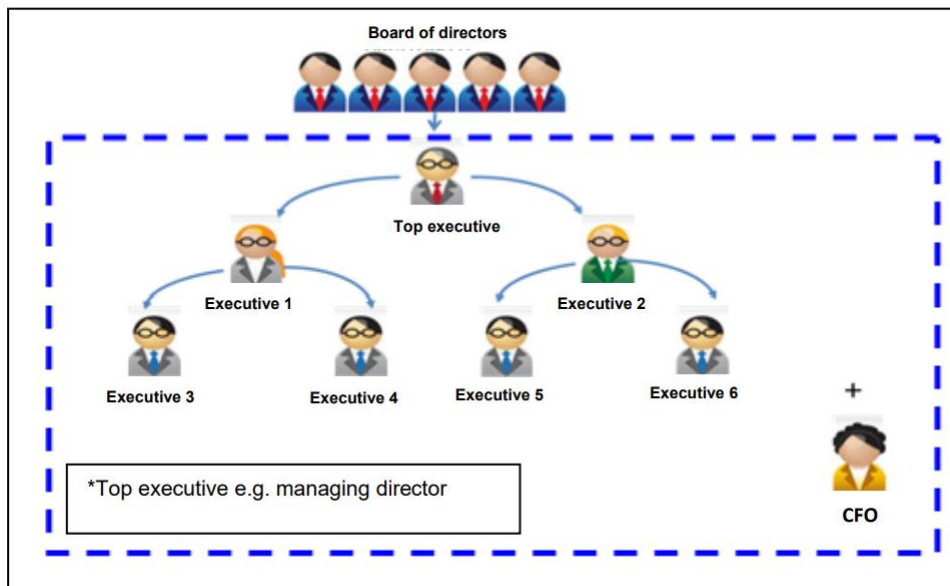 Board of directors
Top executive
Executive 1
Executive 2
Executive 3
Executive 4
Executive 5
Executive 6
+
CFO
*Top executive e.g. managing director